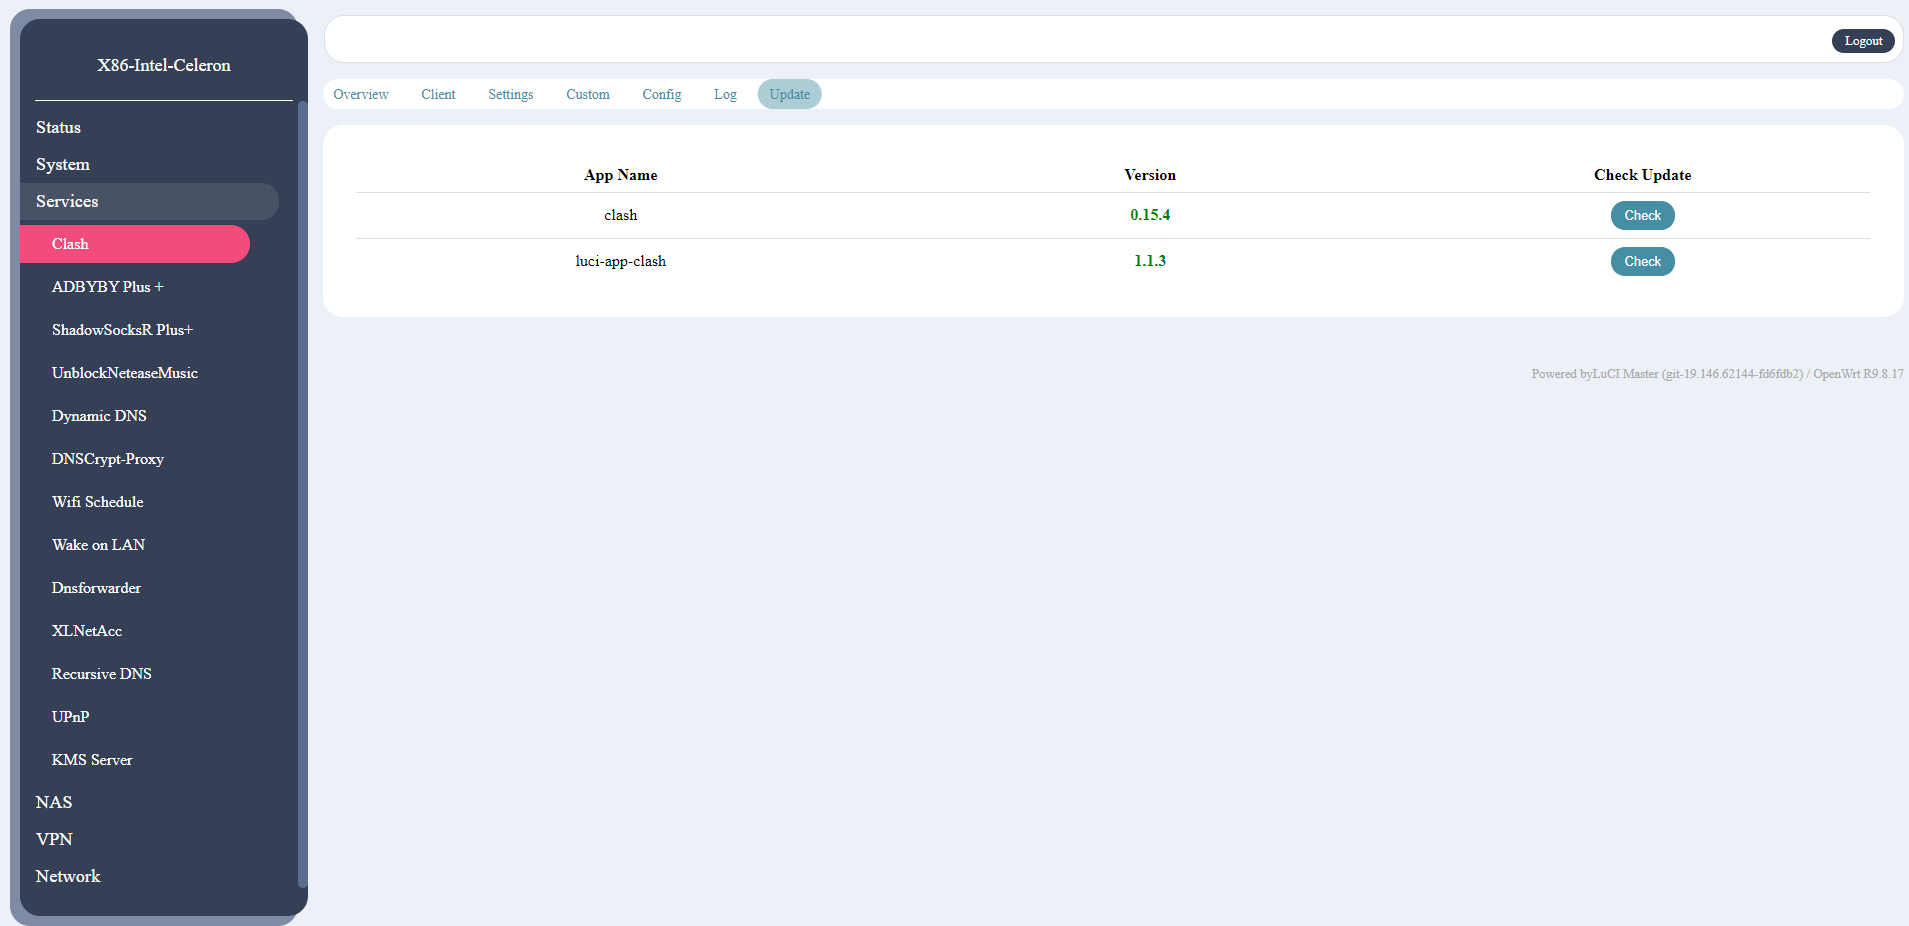 X86-Intel-Celeron
Status
System
Services
Clash
ADBYBY Plus +
ShadowSocksR Plus+
UnblockNeteaseMusic
Dynamic DNS
DNSCrypt-Proxy
Wifi Schedule
Wake on LAN
Dnsforwarder
XLNetAcc
Recursive DNS
UPnP
KMS Server
NAS
VPN
Network
Logout
Overview Client Settings Custom Config Log Update
App Name Version Check Update
clash 0.15.4 Check
luci-app-clash 1.1.3 Check
Powered byLuCI Master (git-19.146.62144-fd6fdb2) / OpenWrt R9.8.17